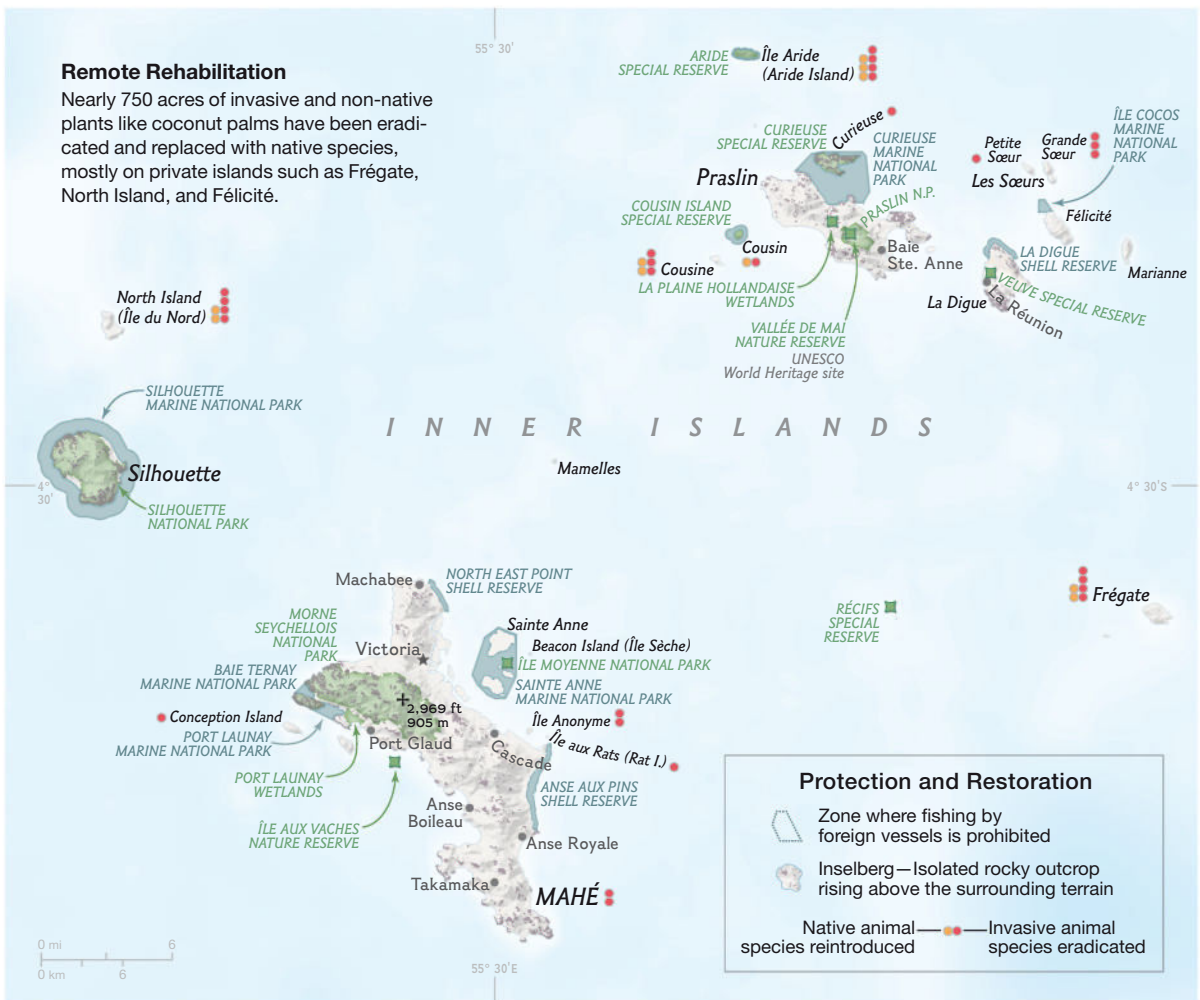 55° 30'
Remote Rehabilitation
Nearly 750 acres of invasive and non-native
plants like coconut palms have been eradi-
cated and replaced with native species,
mostly on private islands such as Frégate,
North Island, and Félicité.
ARIDE
SPECIAL RESERVE
Île Aride
(Aride Island)
CURIEUSE
SPECIAL RESERVE
Curieuse
CURIEUSE
MARINE
NATIONAL
PARK
Petite
Sœur
Grande
Sœur
Les Sœurs
ÎLE COCOS
MARINE
NATIONAL
PARK
Praslin
PRASLIN N.P.
COUSIN ISLAND
SPECIAL RESERVE
Cousin
Cousine
Baie
Ste. Anne
Félicité
LA DIGUE
SHELL RESERVE
Marianne
LA PLAINE HOLLANDAISE
WETLANDS
VEUVE SPECIAL RESERVE
La Digue
La Réunion
VALLÉE DE MAI
NATURE RESERVE
UNESCO
World Heritage site
North Island
(Île du Nord)
SILHOUETTE
MARINE NATIONAL PARK
INNER ISLANDS
Silhouette
Mamelles
4°
30'
4° 30'S
SILHOUETTE
NATIONAL PARK
Machabee
NORTH EAST POINT
SHELL RESERVE
Frégate
RÉCIFS
SPECIAL
RESERVE
MORNE
SEYCHELLOIS
NATIONAL
PARK
Sainte Anne
Beacon Island (Île Sèche)
Victoria
ÎLE MOYENNE NATIONAL PARK
BAIE TERNAY
MARINE NATIONAL PARK
SAINTE ANNE
MARINE NATIONAL PARK
2,969 ft
905 m
Conception Island
Île Anonyme
PORT LAUNAY
MARINE NATIONAL PARK
Port Glaud
Cascade
Île aux Rats (Rat I.)
PORT LAUNAY
WETLANDS
ANSE AUX PINS
SHELL RESERVE
Anse
Boileau
ÎLE AUX VACHES
NATURE RESERVE
Anse Royale
Takamaka
MAHÉ
Protection and Restoration
Zone where fishing by
foreign vessels is prohibited
Inselberg—Isolated rocky outcrop
rising above the surrounding terrain
Native animal
species reintroduced
Invasive animal
species eradicated
0 mi 6
0 km 6
55° 30'E